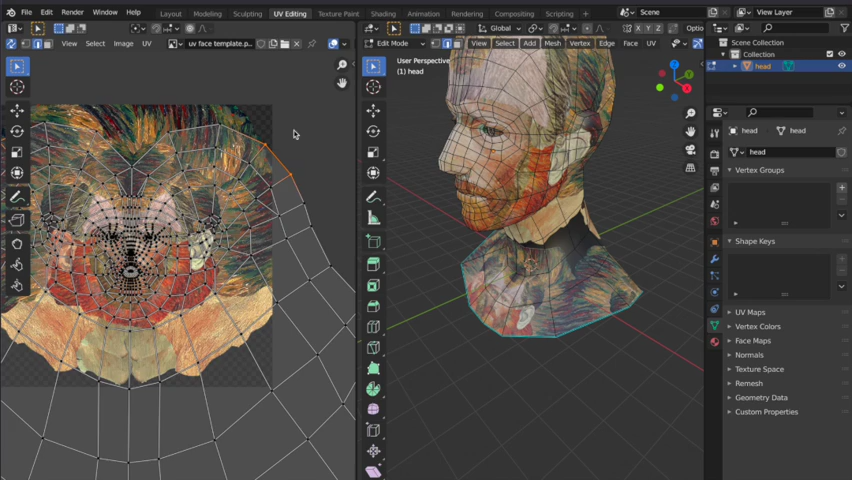 File Edit Render Window Help Layout Modeling Sculpting UV Editing Texture Paint Shading Animation Rendering Compositing Scripting Scene View Layer
View Select Image UV uv face template.p...
Global Optio
Edit Mode View Select Add Mesh Vertex Edge Face UV
User Perspective
(1) head
Scene Collection
Collection
head
head head
head
Vertex Groups
Shape Keys
UV Maps
Vertex Colors
Face Maps
Normals
Texture Space
Remesh
Geometry Data
Custom Properties